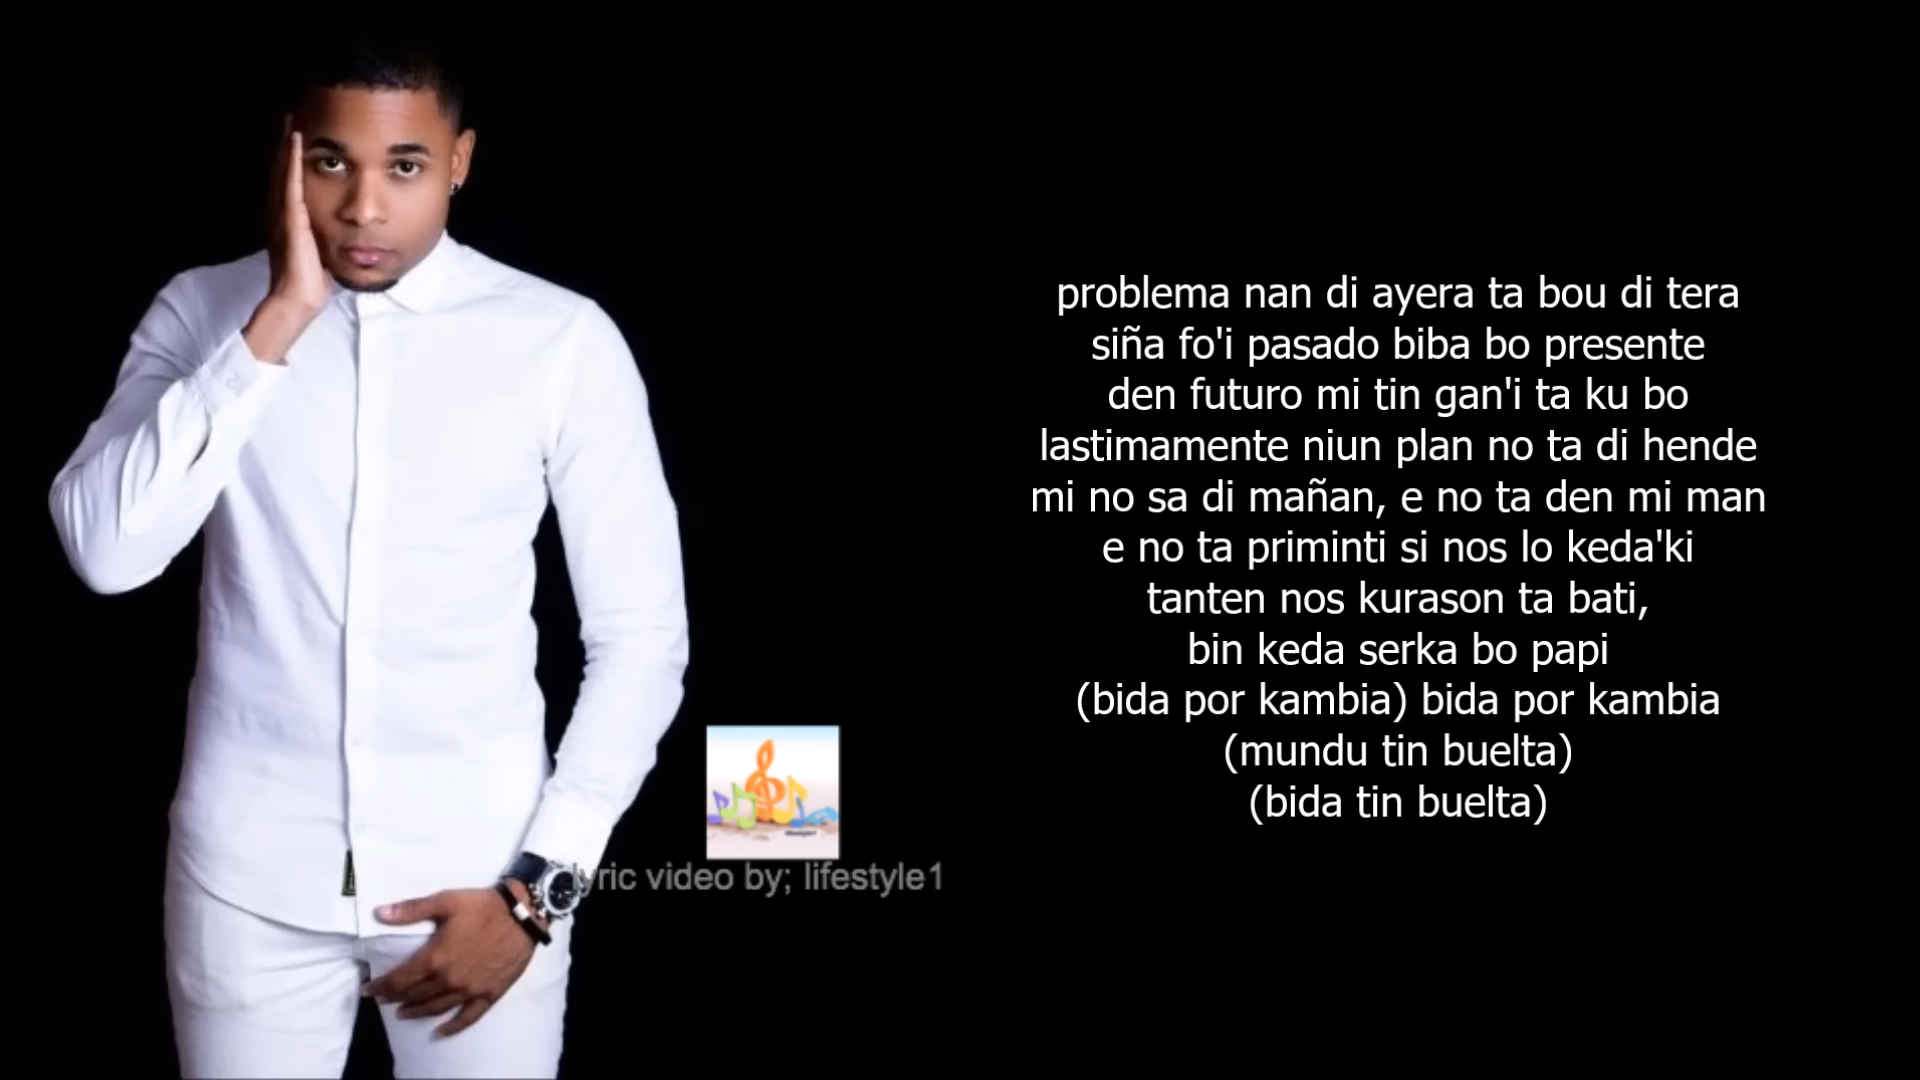 problema nan di ayera ta bou di tera
siña fo'i pasado biba bo presente
den futuro mi tin gan'i ta ku bo
lastimamente niun plan no ta di hende
mi no sa di mañan, e no ta den mi man
e no ta priminti si nos lo keda'ki
tanten nos kurason ta bati,
bin keda serka bo papi
(bida por kambia) bida por kambia
(mundu tin buelta)
(bida tin buelta)
lyric video by; lifestyle1